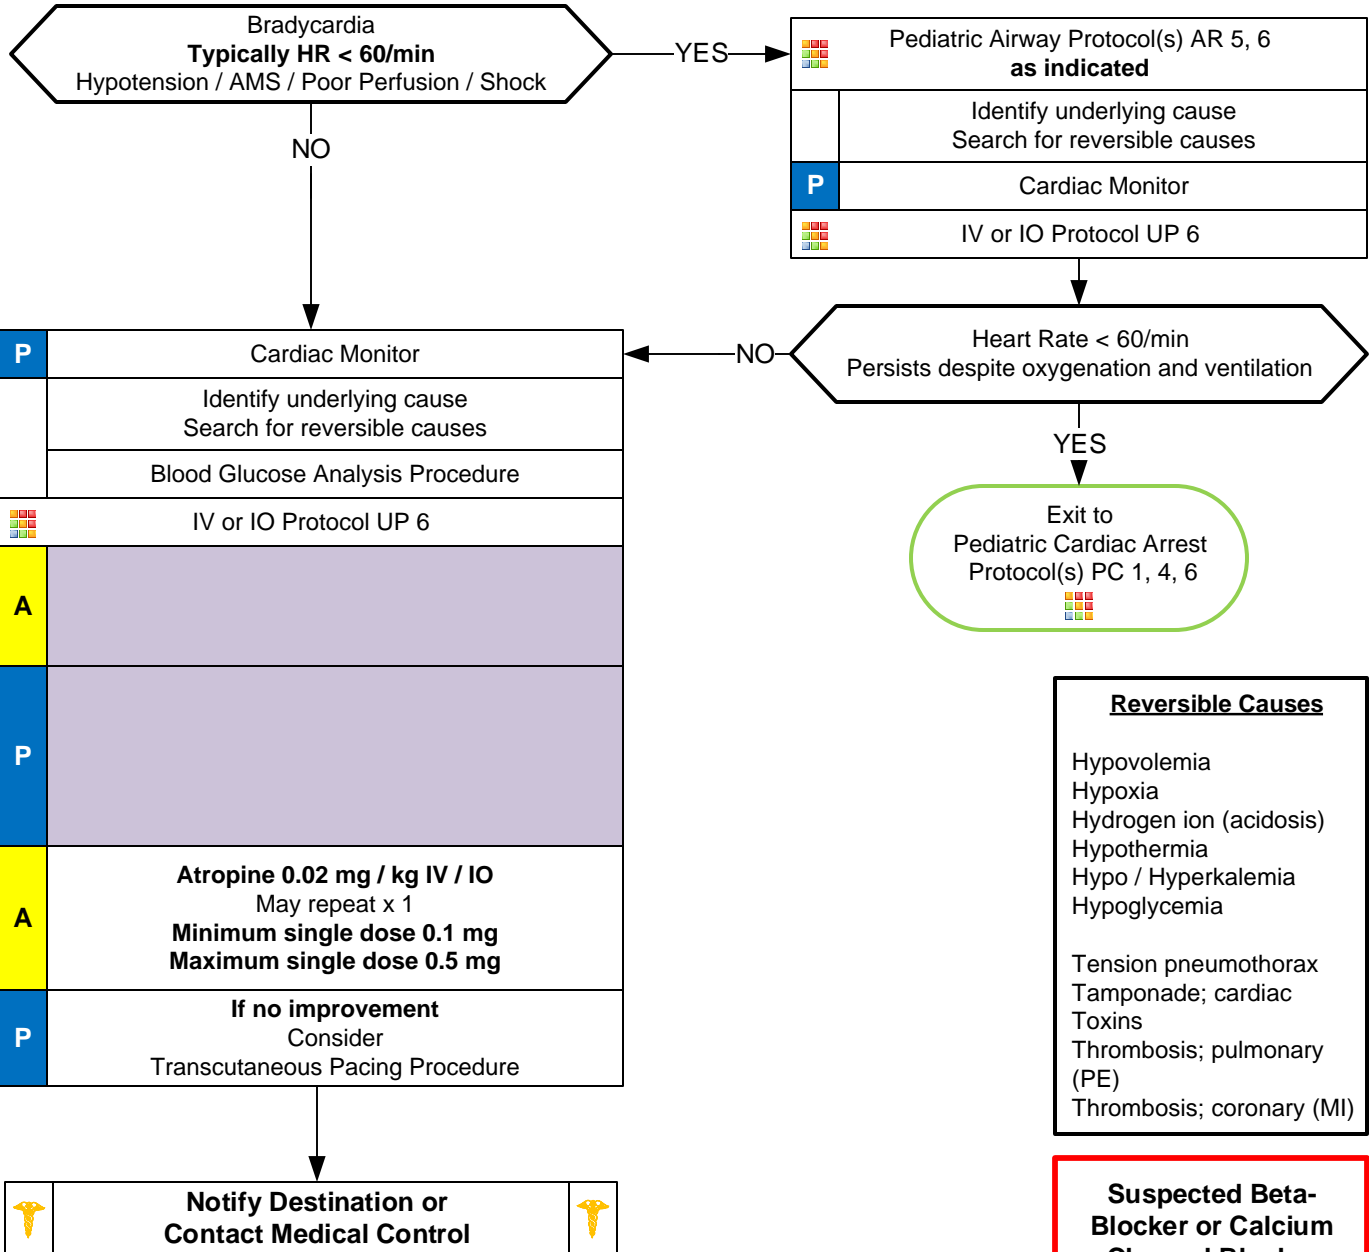 Bradycardia
Typically HR < 60/min
Hypotension / AMS / Poor Perfusion / Shock
YES
Pediatric Airway Protocol(s) AR 5, 6
as indicated
Identify underlying cause
Search for reversible causes
P
Cardiac Monitor
IV or IO Protocol UP 6
NO
Heart Rate < 60/min
Persists despite oxygenation and ventilation
NO
YES
Exit to
Pediatric Cardiac Arrest
Protocol(s) PC 1, 4, 6
P
Cardiac Monitor
Identify underlying cause
Search for reversible causes
Blood Glucose Analysis Procedure
IV or IO Protocol UP 6
A
P
A
Atropine 0.02 mg / kg IV / IO
May repeat x 1
Minimum single dose 0.1 mg
Maximum single dose 0.5 mg
P
If no improvement
Consider
Transcutaneous Pacing Procedure
Notify Destination or
Contact Medical Control
Reversible Causes
Hypovolemia
Hypoxia
Hydrogen ion (acidosis)
Hypothermia
Hypo / Hyperkalemia
Hypoglycemia
Tension pneumothorax
Tamponade; cardiac
Toxins
Thrombosis; pulmonary
(PE)
Thrombosis; coronary (MI)
Suspected Beta-
Blocker or Calcium